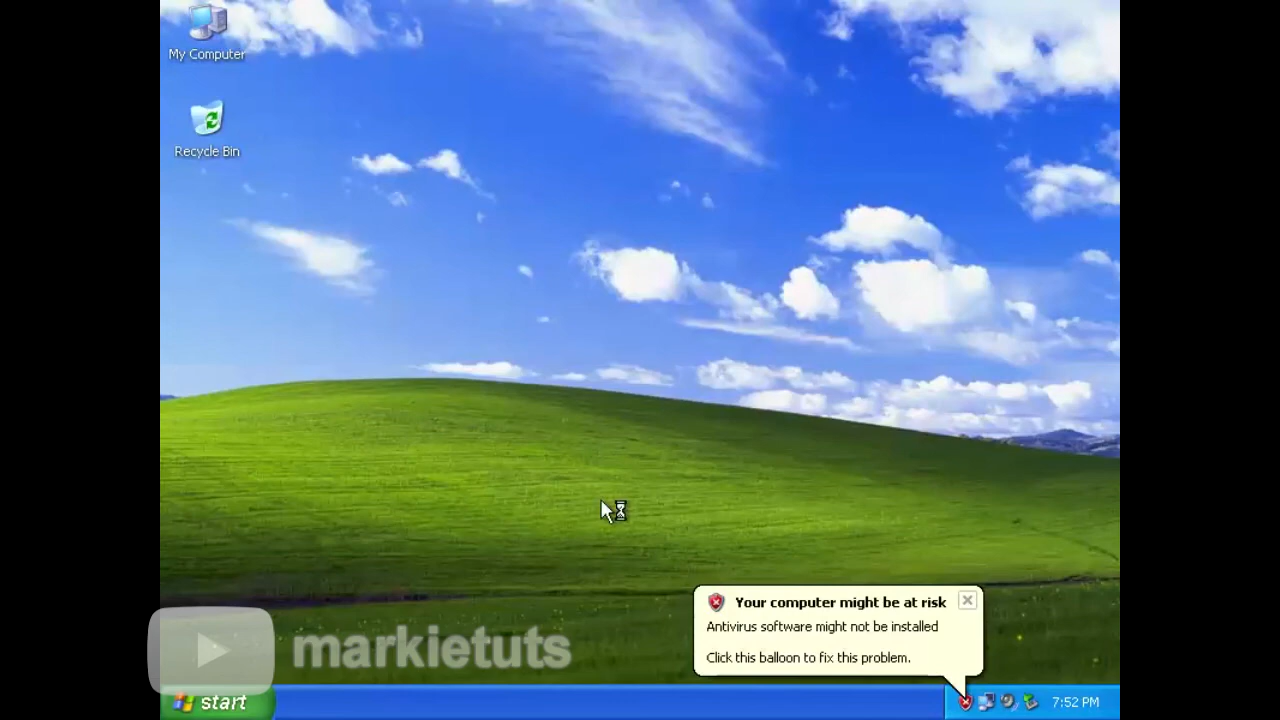 My Computer
Recycle Bin
Your computer might be at risk
Antivirus software might not be installed
Click this balloon to fix this problem.
markietuts
start
7:52 PM